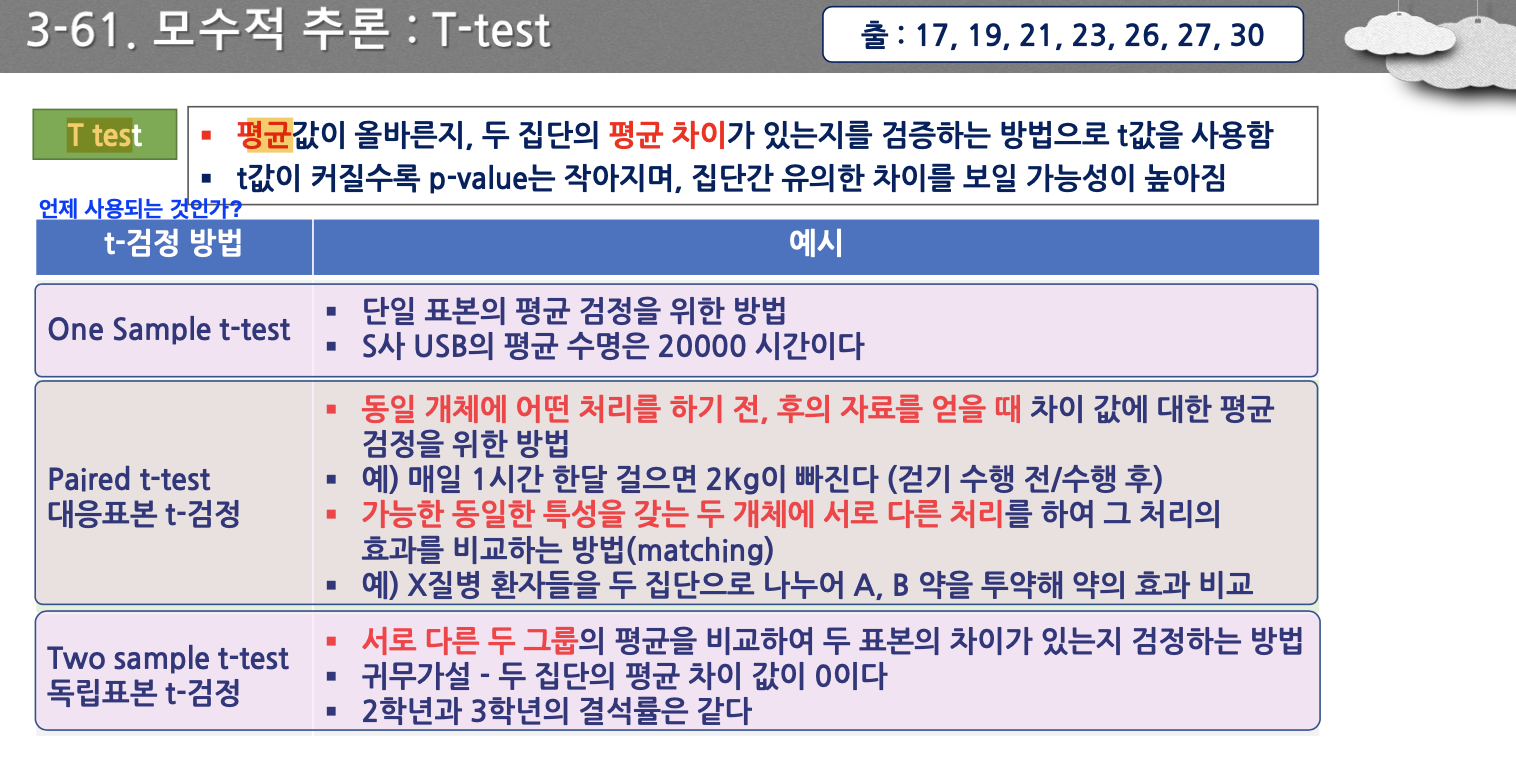 3-61. 모수적 추론 : T-test
출 : 17, 19, 21, 23, 26, 27, 30
T test
▪ 평균값이 올바른지, 두 집단의 평균 차이가 있는지를 검증하는 방법으로 t값을 사용함
▪ t값이 커질수록 p-value는 작아지며, 집단간 유의한 차이를 보일 가능성이 높아짐
언제 사용되는 것인가?
t-검정 방법
예시
One Sample t-test
▪ 단일 표본의 평균 검정을 위한 방법
▪ S사 USB의 평균 수명은 20000 시간이다
Paired t-test
대응표본 t-검정
▪ 동일 개체에 어떤 처리를 하기 전, 후의 자료를 얻을 때 차이 값에 대한 평균
검정을 위한 방법
▪ 예) 매일 1시간 한달 걸으면 2Kg이 빠진다 (걷기 수행 전/수행 후)
▪ 가능한 동일한 특성을 갖는 두 개체에 서로 다른 처리를 하여 그 처리의
효과를 비교하는 방법(matching)
▪ 예) X질병 환자들을 두 집단으로 나누어 A, B 약을 투약해 약의 효과 비교
Two sample t-test
독립표본 t-검정
▪ 서로 다른 두 그룹의 평균을 비교하여 두 표본의 차이가 있는지 검정하는 방법
▪ 귀무가설 - 두 집단의 평균 차이 값이 0이다
▪ 2학년과 3학년의 결석률은 같다